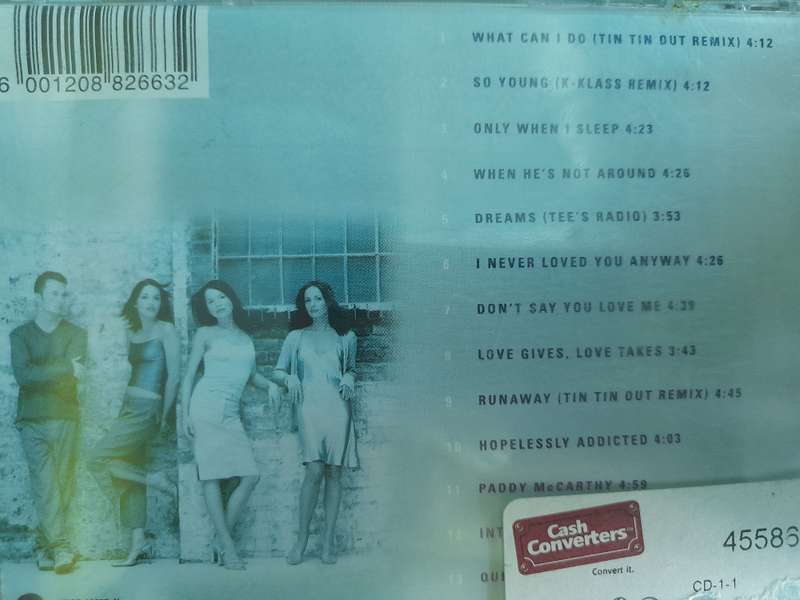 6 001208 826632
1 WHAT CAN I DO (TIN TIN OUT REMIX) 4:12
2 SO YOUNG (K-KLASS REMIX) 4:12
3 ONLY WHEN I SLEEP 4:23
4 WHEN HE'S NOT AROUND 4:26
5 DREAMS (TEE'S RADIO) 3:53
6 I NEVER LOVED YOU ANYWAY 4:26
7 DON'T SAY YOU LOVE ME 4:39
8 LOVE GIVES, LOVE TAKES 3:43
9 RUNAWAY (TIN TIN OUT REMIX) 4:45
10 HOPELESSLY ADDICTED 4:03
11 PADDY McCARTHY 4:59
12 INT
13 QUE
Cash
Converters
Convert it.
45586
CD-1-1